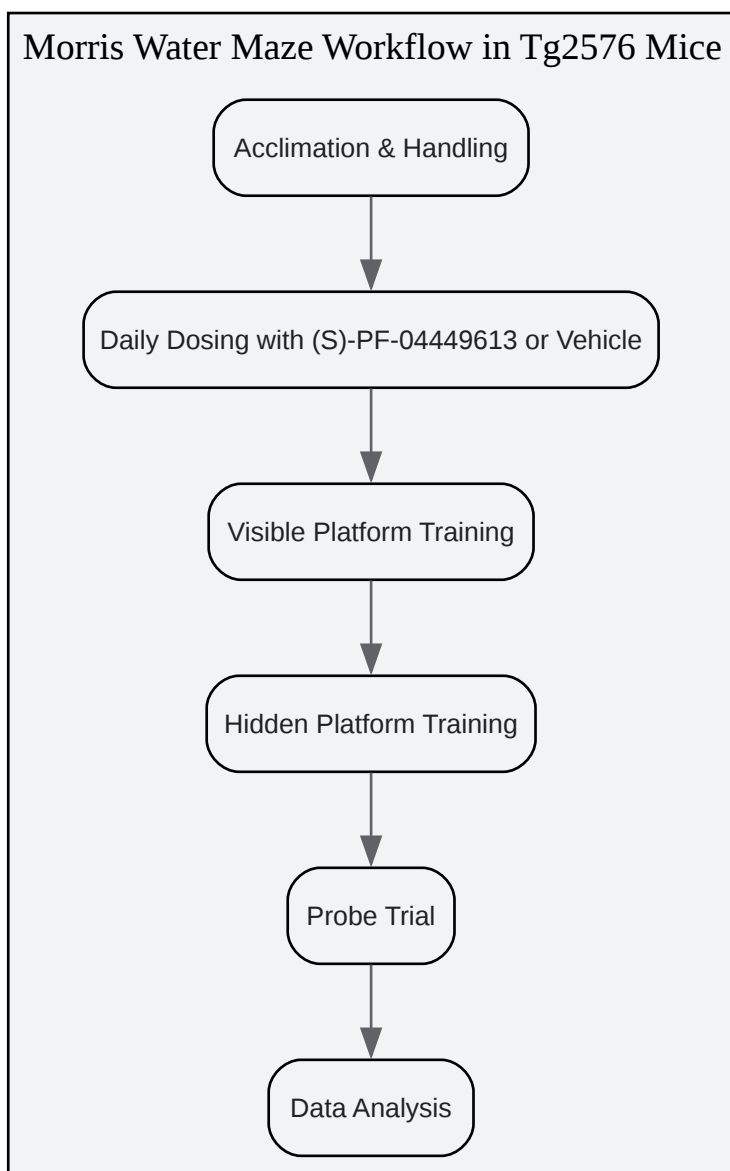 Morris Water Maze Workflow in Tg2576 Mice
Acclimation & Handling
Daily Dosing with (S)-PF-04449613 or Vehicle
Visible Platform Training
Hidden Platform Training
Probe Trial
Data Analysis